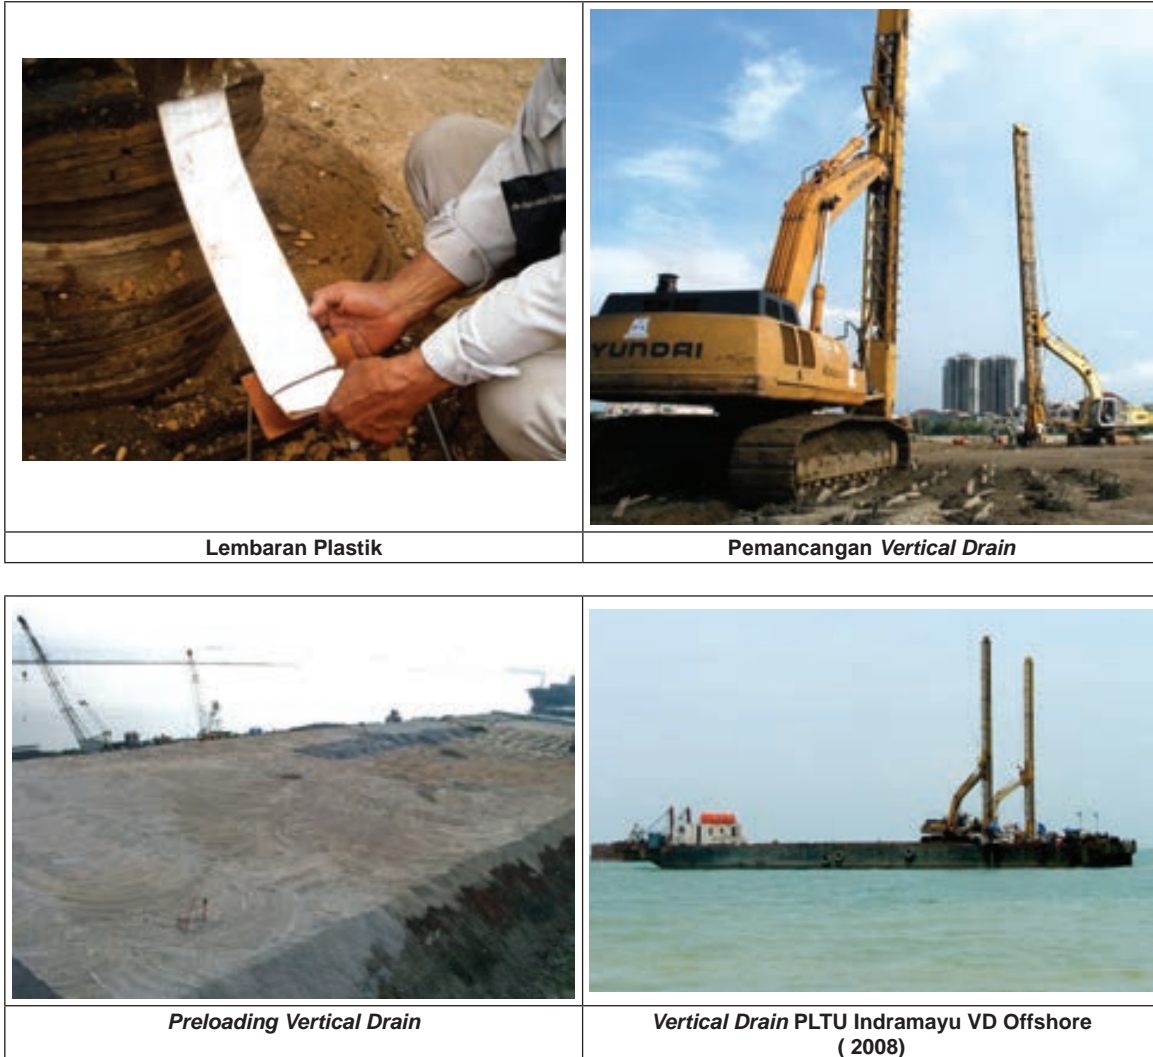 Lembaran Plastik
YUNDAI
Pemancangan Vertical Drain
Preloading Vertical Drain
Vertical Drain PLTU Indramayu VD Offshore
( 2008)